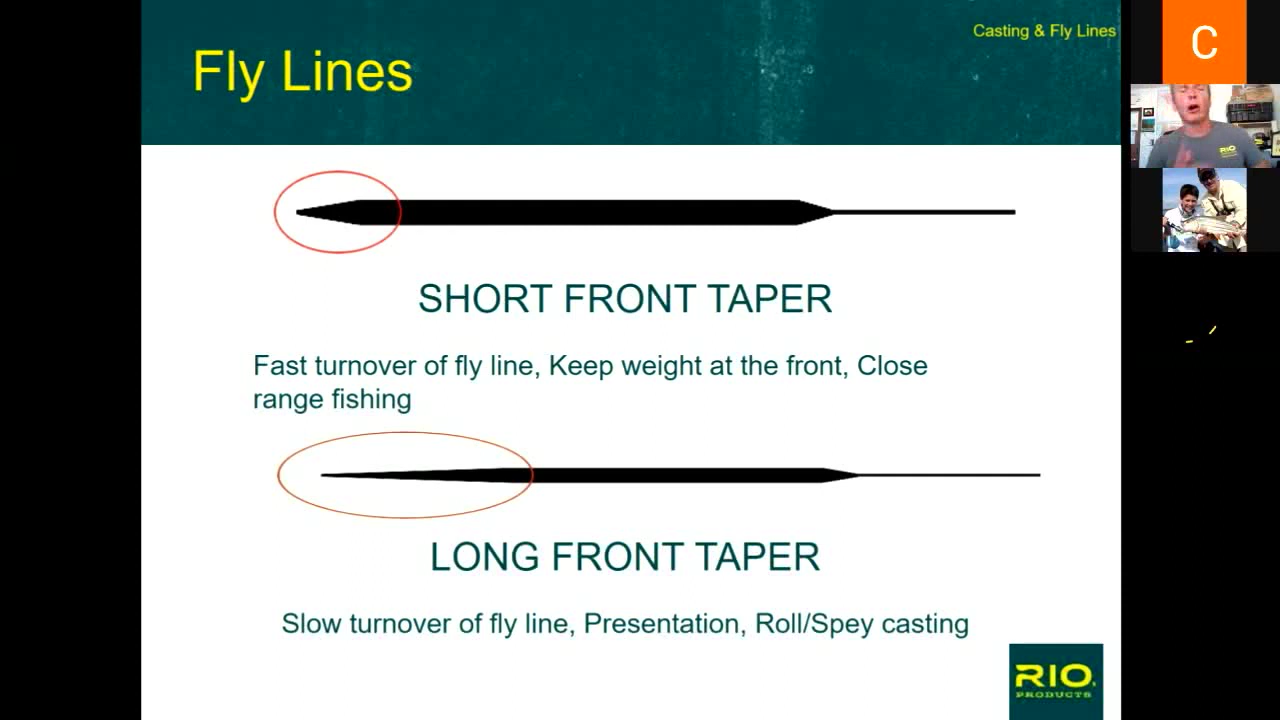 Casting & Fly Lines
Fly Lines
C
RIO
SHORT FRONT TAPER
Fast turnover of fly line, Keep weight at the front, Close
range fishing
LONG FRONT TAPER
Slow turnover of fly line, Presentation, Roll/Spey casting
RIO
PRODUCTS